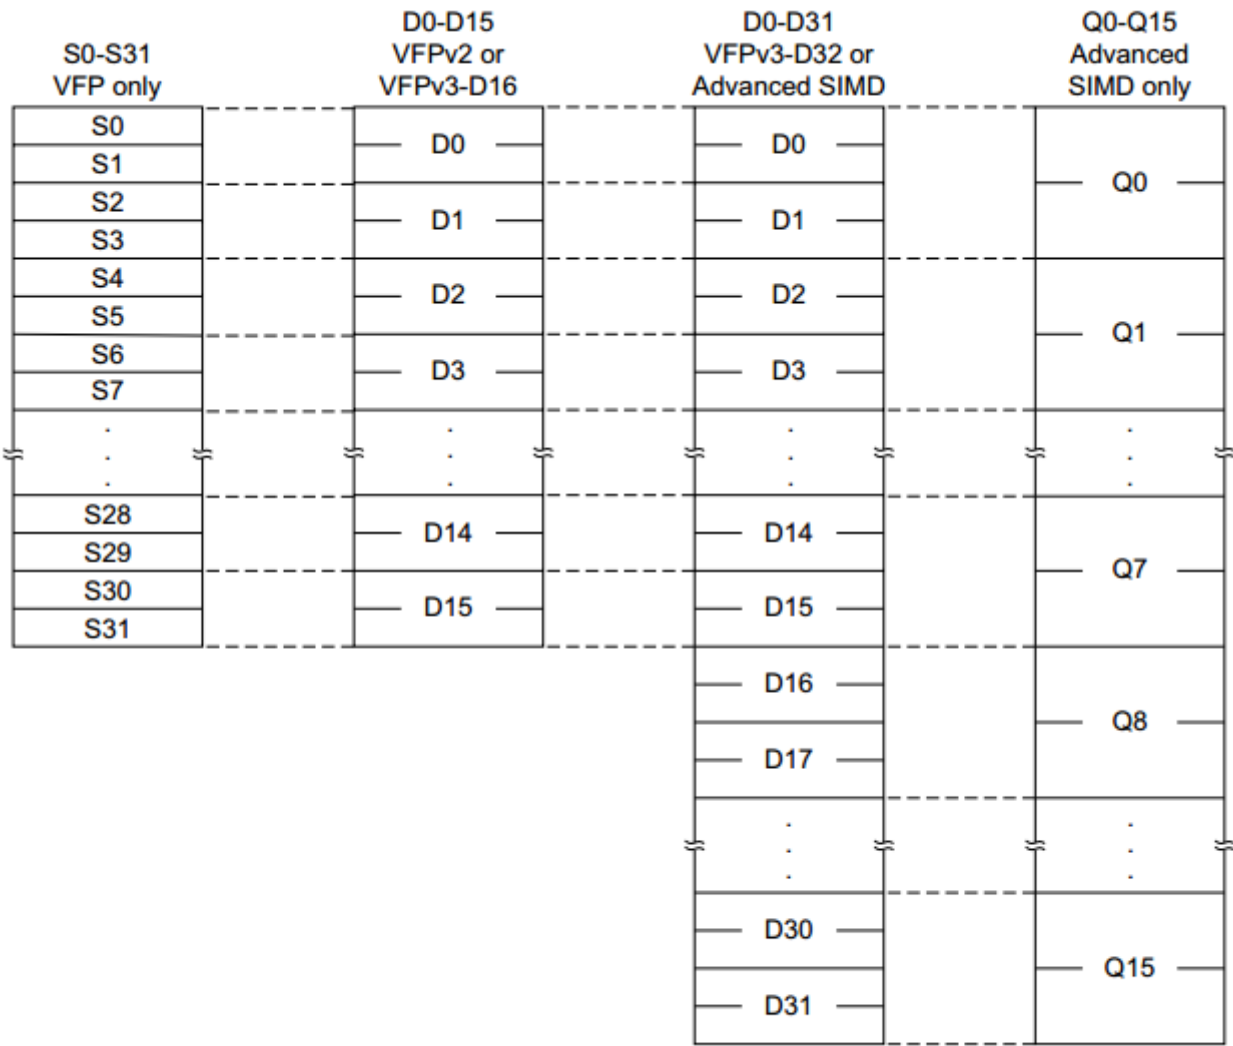 S0-S31
VFP only
D0-D15
VFPv2 or
VFPv3-D16
D0-D31
VFPv3-D32 or
Advanced SIMD
Q0-Q15
Advanced
SIMD only
S0
S1
S2
S3
S4
S5
S6
S7
.
.
.
S28
S29
S30
S31
D0
D1
D2
D3
.
.
.
D14
D15
D0
D1
D2
D3
.
.
.
D14
D15
D16
D17
.
.
.
D30
D31
Q0
Q1
.
.
.
Q7
Q8
.
.
.
Q15